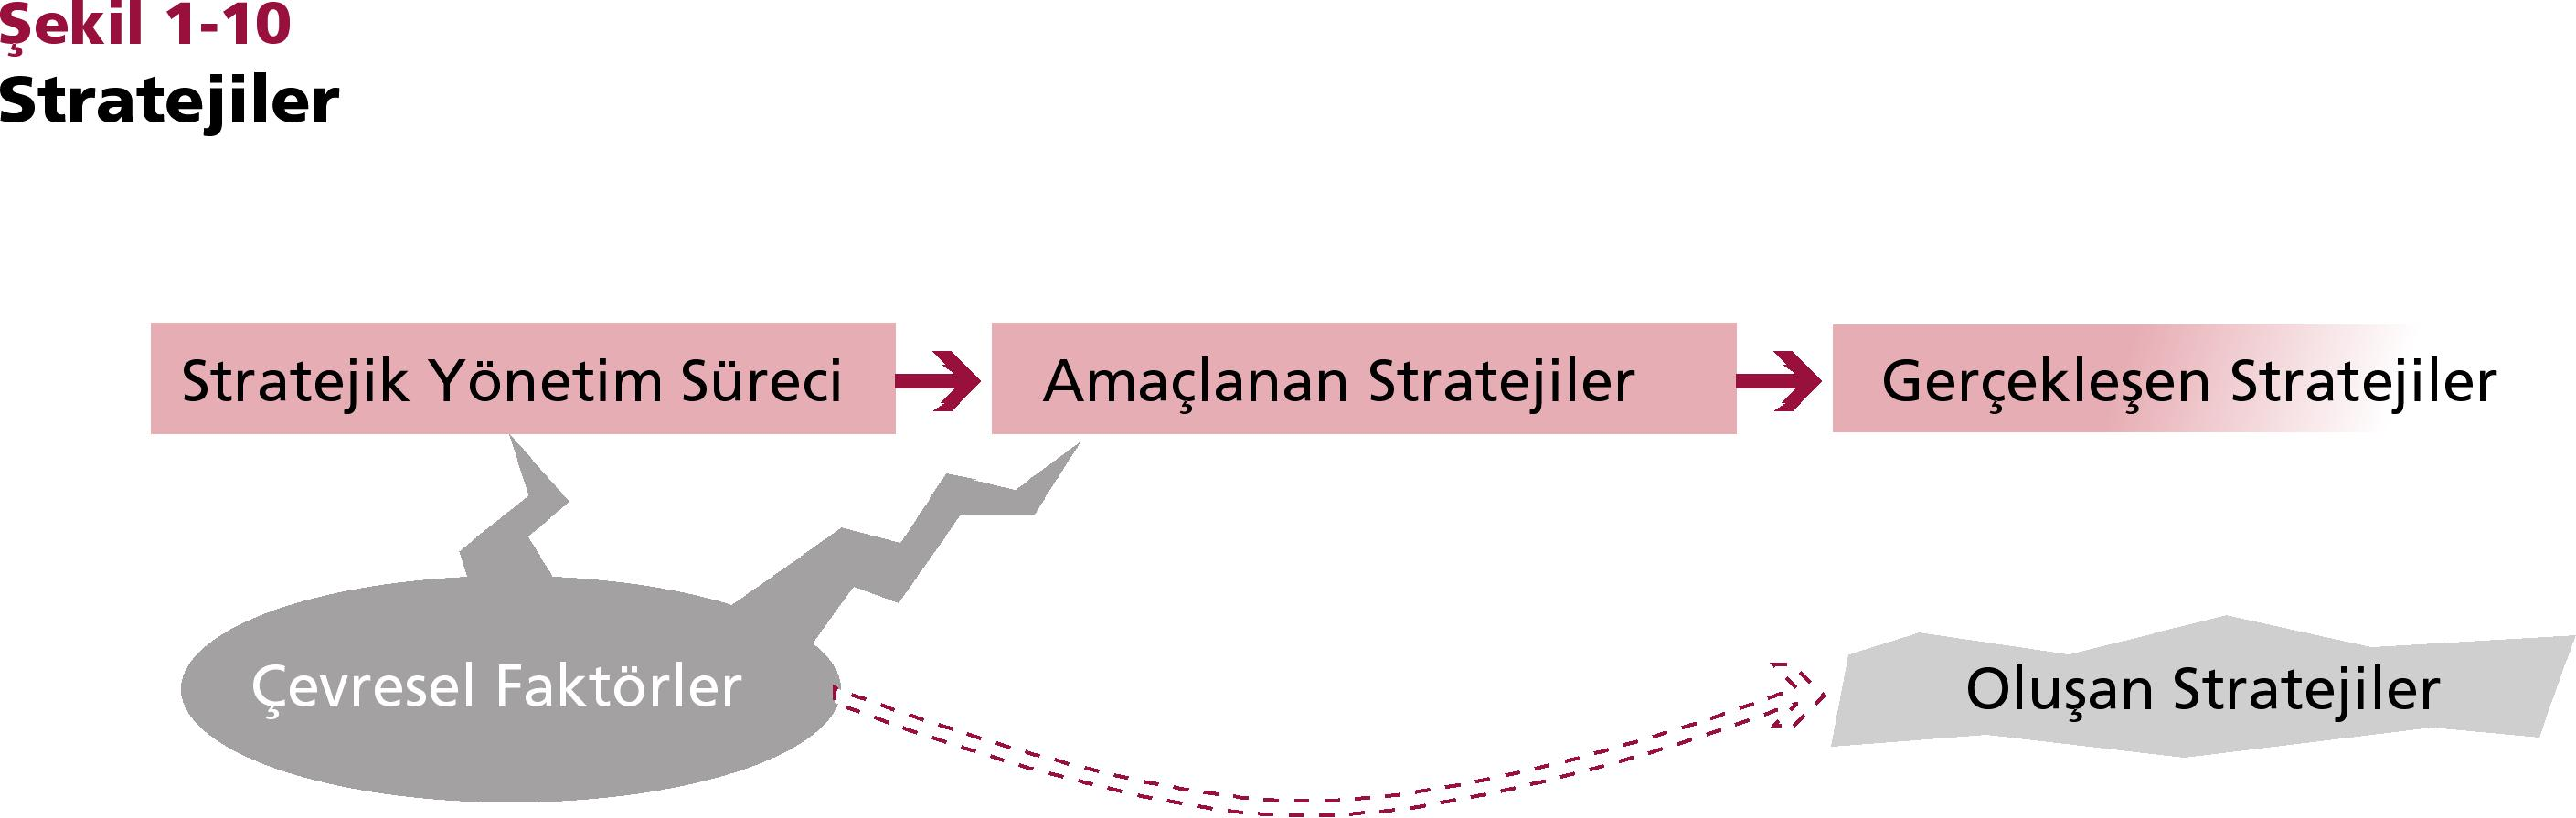 Şekil 1-10
Stratejiler
Stratejik Yönetim Süreci
Amaçlanan Stratejiler
Gerçekleşen Stratejiler
Çevresel Faktörler
Oluşan Stratejiler